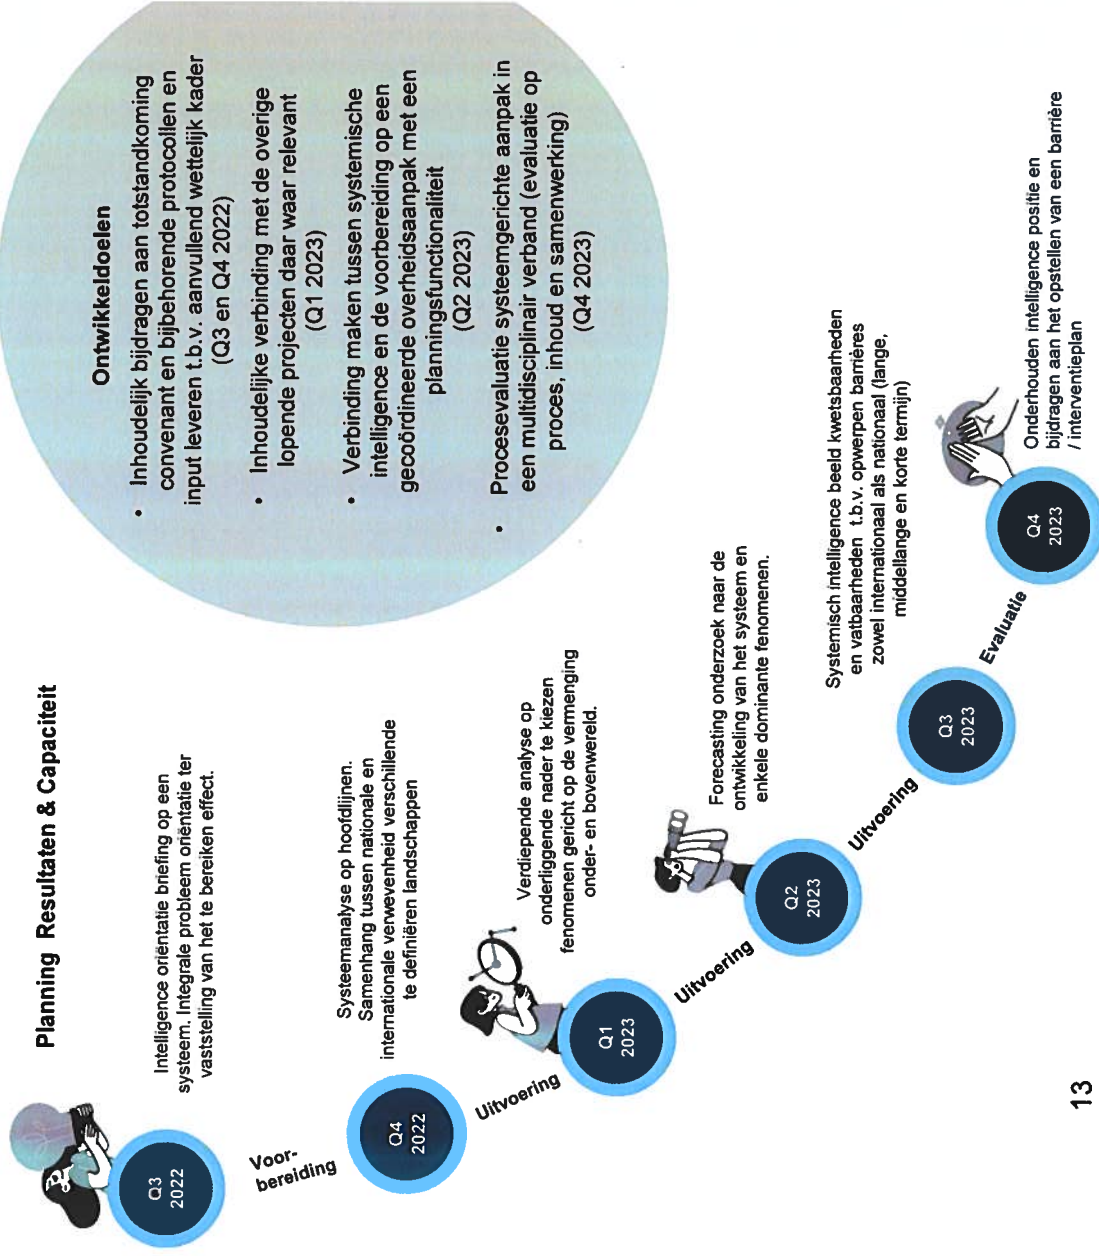 Planning Resultaten & Capaciteit
Q3
2022
Intelligence oriëntatie briefing op een
systeem. Integrale probleem oriëntatie ter
vaststelling van het te bereiken effect.
Voor-
bereiding
Q4
2022
Systeemanalyse op hoofdlijnen.
Samenhang tussen nationale en
internationale verwevenheid verschillende
te definiëren landschappen
Uitvoering
Q1
2023
Verdiepende analyse op
onderliggende nader te kiezen
fenomenen gericht op de vermenging
onder- en bovenwereld.
Uitvoering
Q2
2023
Forecasting onderzoek naar de
ontwikkeling van het systeem en
enkele dominante fenomenen.
Uitvoering
Q3
2023
Systemisch intelligence beeld kwetsbaarheden
en vatbaarheden t.b.v. opwerpen barrières
zowel internationaal als nationaal (lange,
middellange en korte termijn)
Evaluatie
Q4
2023
Onderhouden intelligence positie en
bijdragen aan het opstellen van een barrière
/ interventieplan
Ontwikkeldoelen
• Inhoudelijk bijdragen aan totstandkoming
convenant en bijbehorende protocollen en
input leveren t.b.v. aanvullend wettelijk kader
(Q3 en Q4 2022)
• Inhoudelijke verbinding met de overige
lopende projecten daar waar relevant
(Q1 2023)
• Verbinding maken tussen systemische
intelligence en de voorbereiding op een
gecoördineerde overheidsaanpak met een
planningsfunctionaliteit
(Q2 2023)
• Procesevaluatie systeemgerichte aanpak in
een multidisciplinair verband (evaluatie op
proces, inhoud en samenwerking)
(Q4 2023)
13